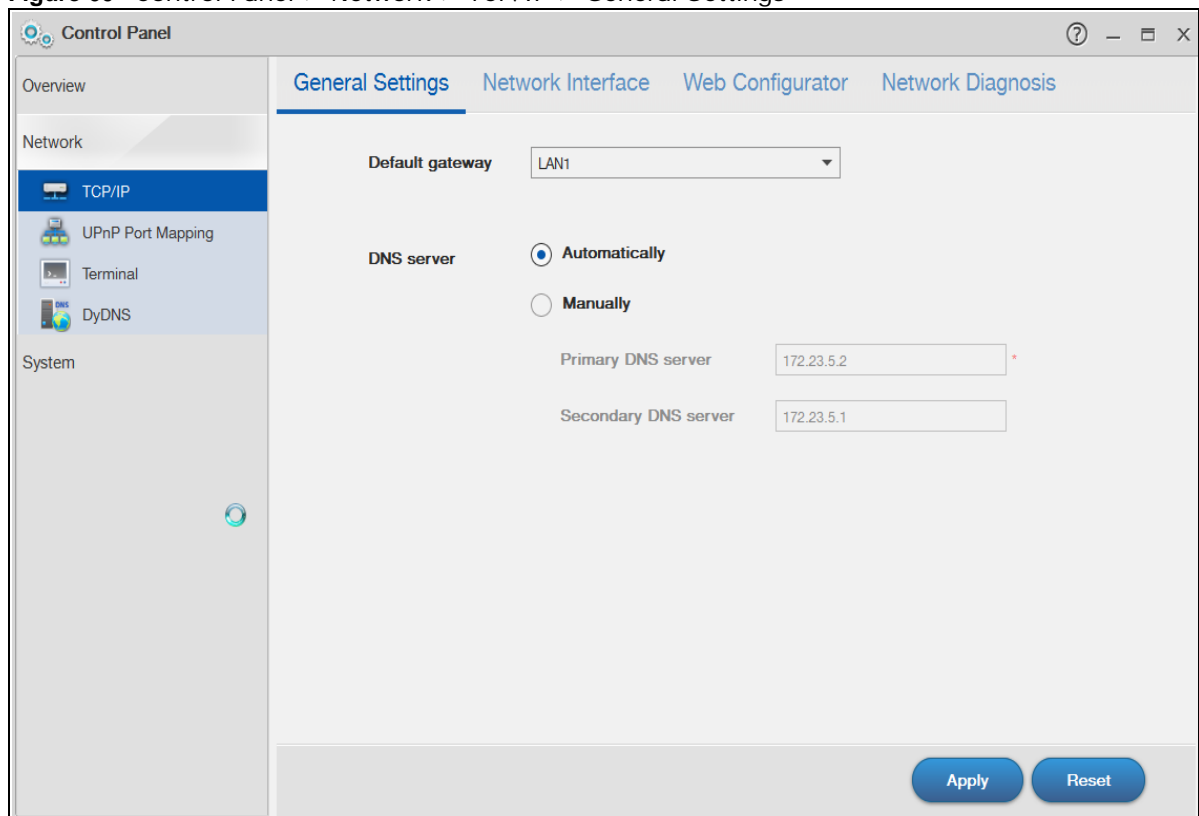 Control Panel
Overview
General Settings
Network Interface
Web Configurator
Network Diagnosis
Network
TCP/IP
UPnP Port Mapping
Terminal
DNS
DyDNS
System
Default gateway
LAN1
DNS server
Automatically
Manually
Primary DNS server
172.23.5.2
*
Secondary DNS server
172.23.5.1
Apply
Reset